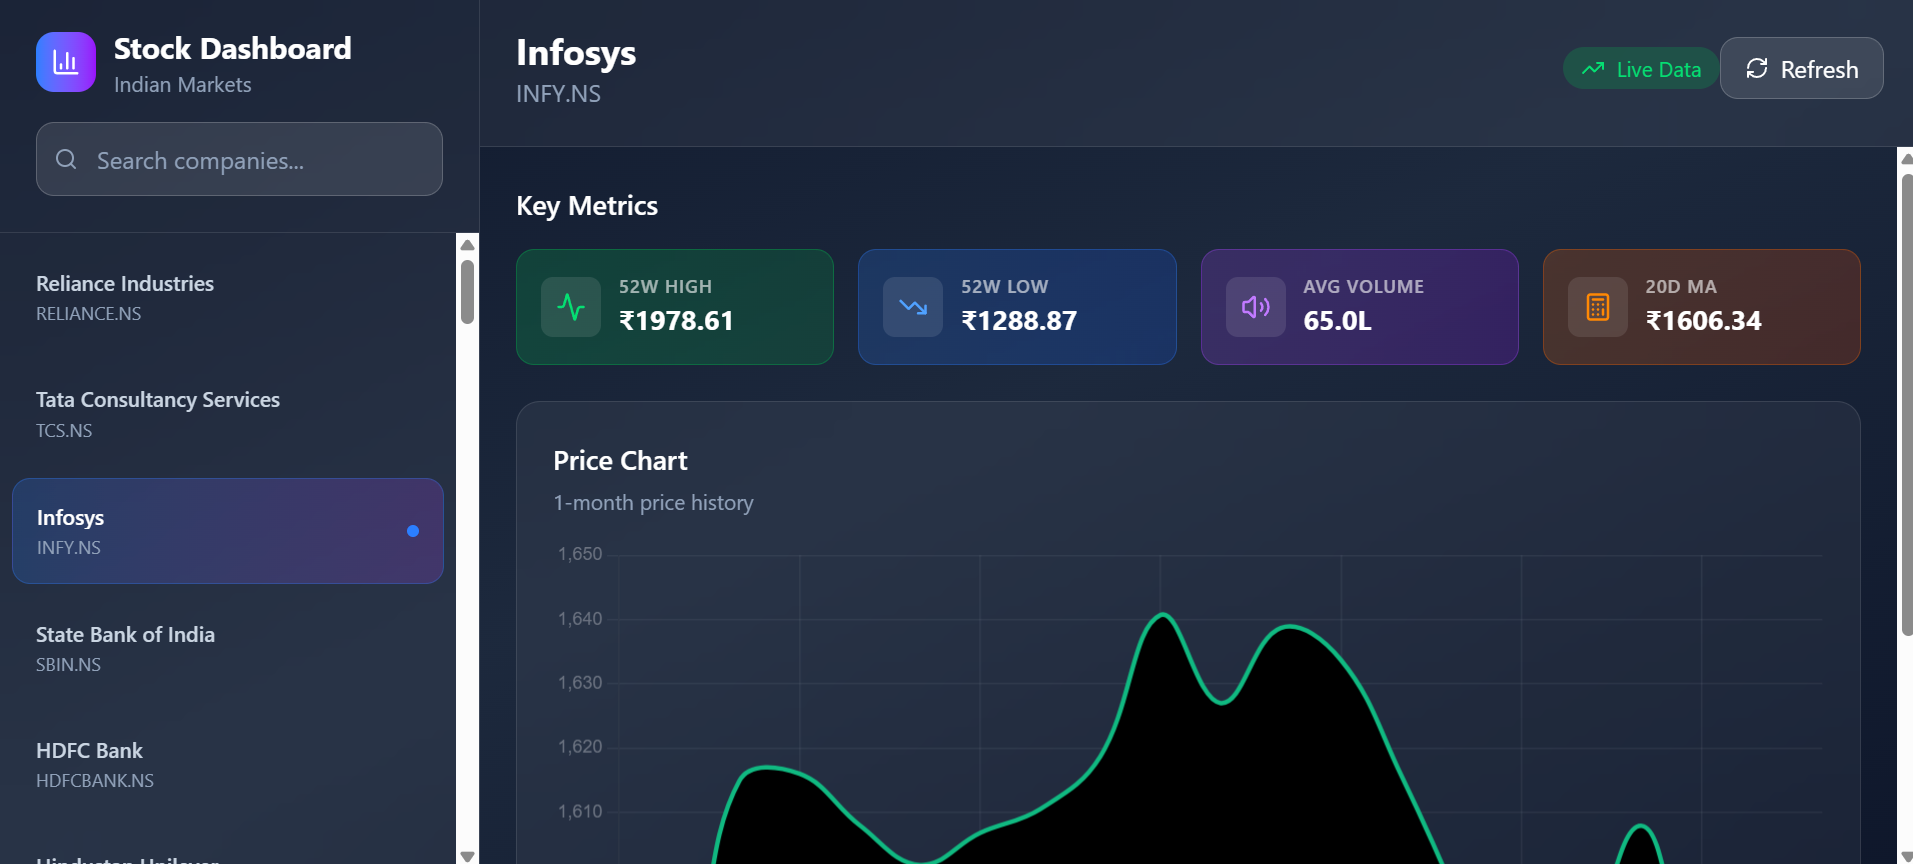 Stock Dashboard
Indian Markets
Search companies...
Reliance Industries
RELIANCE.NS
Tata Consultancy Services
TCS.NS
Infosys
INFY.NS
State Bank of India
SBIN.NS
HDFC Bank
HDFCBANK.NS
Hindustan Unilever
Infosys
INFY.NS
Live Data
Refresh
Key Metrics
52W HIGH
₹1978.61
52W LOW
₹1288.87
AVG VOLUME
65.0L
20D MA
₹1606.34
Price Chart
1-month price history
1,650
1,640
1,630
1,620
1,610